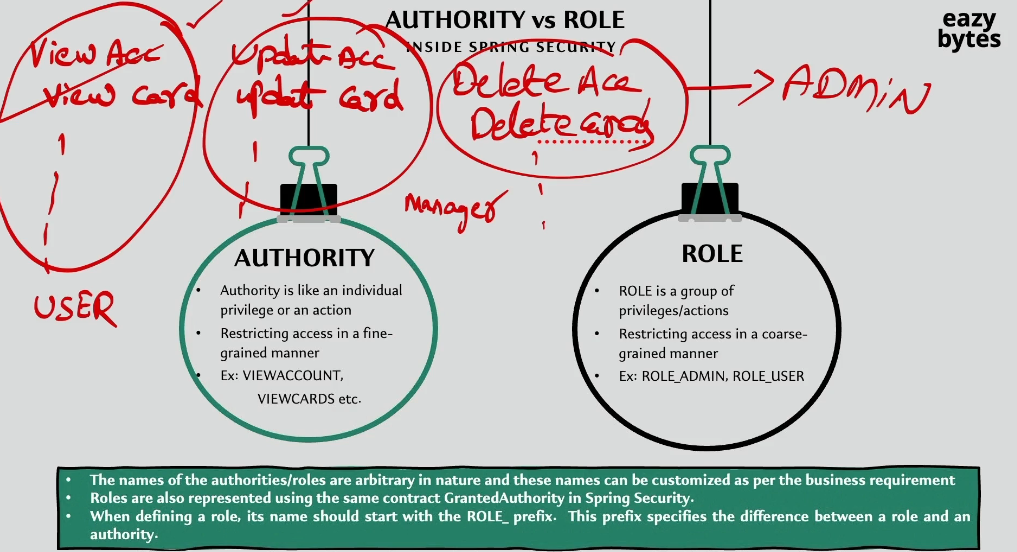 AUTHORITY vs ROLE
INSIDE SPRING SECURITY
eazy
bytes
View Acc
View Card
USER
Update Acc
updat Card
Manager
Delete Acc
Delete
ADMIN
AUTHORITY
• Authority is like an individual
privilege or an action
• Restricting access in a fine-
grained manner
• Ex: VIEWACCOUNT,
VIEWCARDS etc.
ROLE
• ROLE is a group of
privileges/actions
• Restricting access in a coarse-
grained manner
• Ex: ROLE_ADMIN, ROLE_USER
• The names of the authorities/roles are arbitrary in nature and these names can be customized as per the business requirement
• Roles are also represented using the same contract GrantedAuthority in Spring Security.
• When defining a role, its name should start with the ROLE_ prefix. This prefix specifies the difference between a role and an
authority.